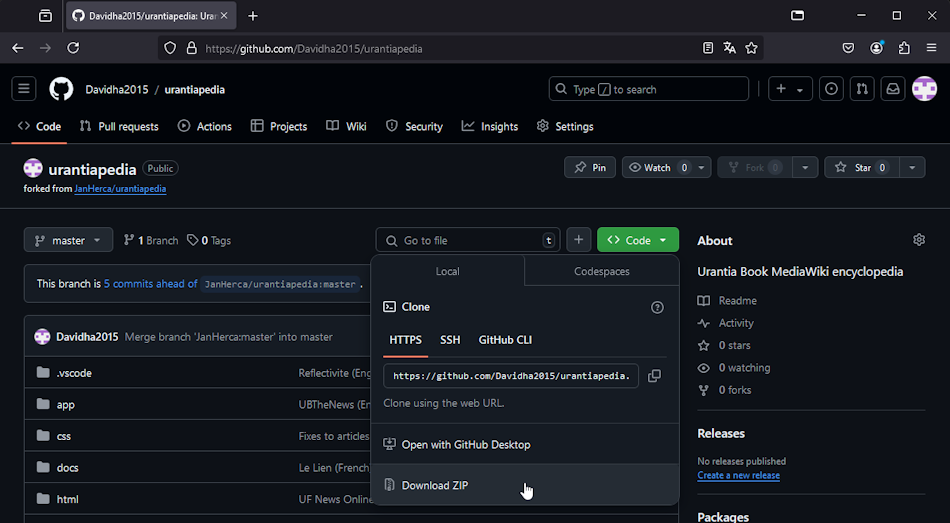 Davidha2015/urantiapedia: Uran
https://github.com/Davidha2015/urantiapedia
Davidha2015 / urantiapedia
Type / to search
Code Pull requests Actions Projects Wiki Security Insights Settings
urantiapedia Public
Pin Watch 0 Fork 0 Star 0
forked from JanHerca/urantiapedia
master 1 Branch 0 Tags
Go to file t
Code
About
Local Codespaces
Urantia Book MediaWiki encyclopedia
This branch is 5 commits ahead of JanHerca/urantiapedia:master .
Clone
Readme
Activity
Davidha2015 Merge branch 'JanHerca:master' into master
HTTPS SSH GitHub CLI
0 stars
0 watching
.vscode Reflectivite (Eng
https://github.com/Davidha2015/urantiapedia.
0 forks
app UBTheNews (En
Clone using the web URL.
css Fixes to articles
Releases
Open with GitHub Desktop
No releases published
docs Le Lien (French
Create a new release
Download ZIP
html UF News Online
Packages